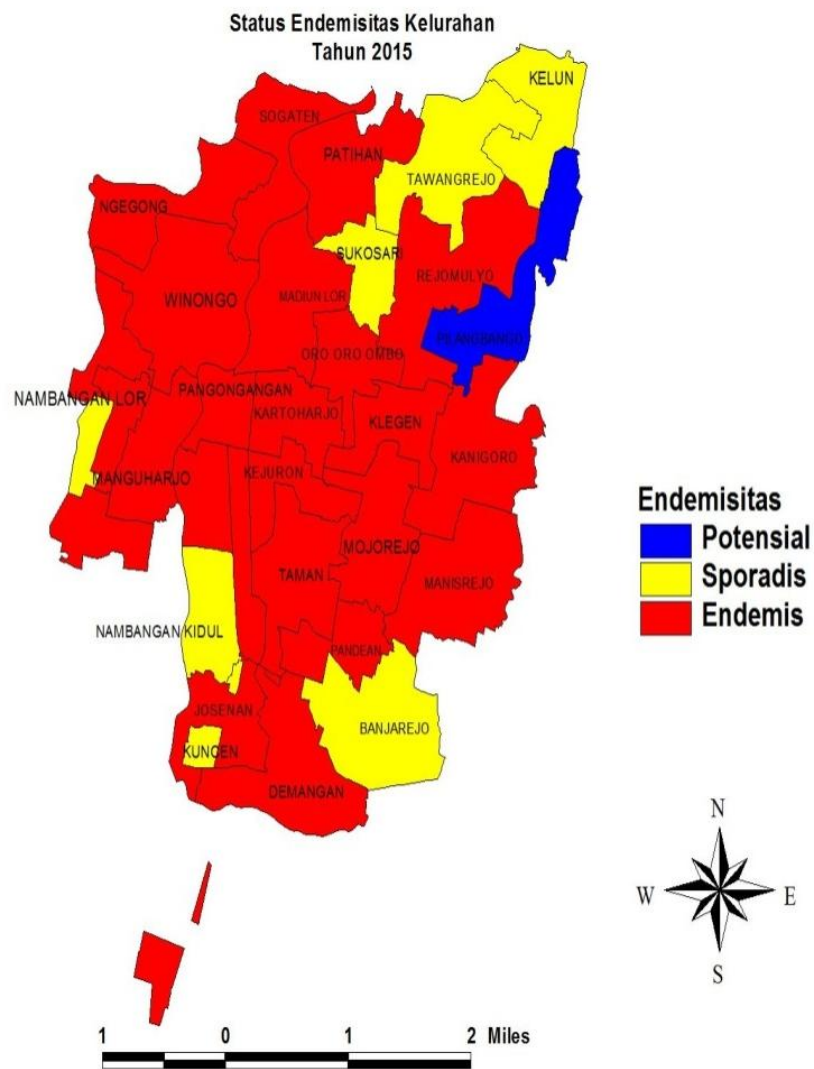 Status Endemisitas Kelurahan
Tahun 2015
KELUN
SOGATEN
PATIHAN
TAWANGREJO
NGEGONG
SUKOSARI
REJOMULYO
WINONGO
MADIUN LOR
PILANGBANGO
ORO ORO OMBO
NAMBANGAN LOR
PANGONGANGAN
KARTOHARJO
KLEGEN
KANIGORO
MANGUHARJO
KEJURON
MOJOREJO
TAMAN
MANISREJO
NAMBANGAN KIDUL
PANDEAN
JOSENAN
BANJAREJO
KUNCEN
DEMANGAN
Endemisitas
Potensial
Sporadis
Endemis
N
W
E
S
1 0 1 2 Miles